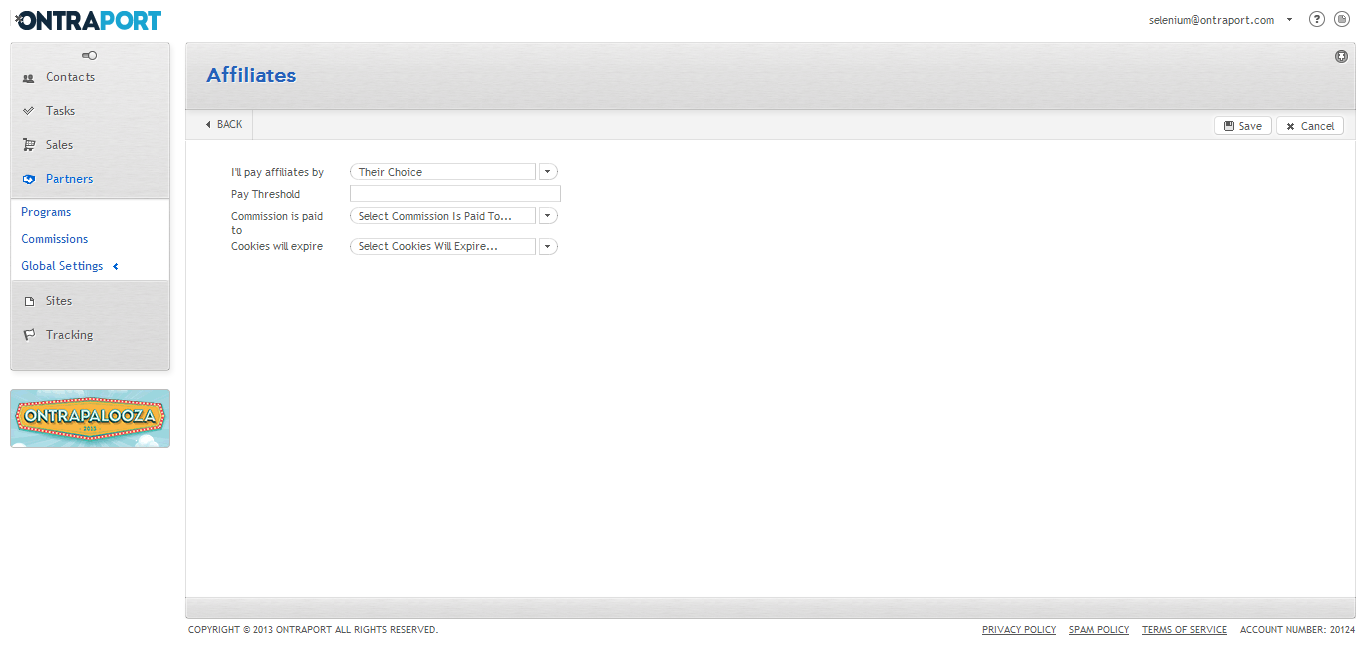 ONTRAPORT
selenium@ontraport.com
?
Contacts
Tasks
Sales
Partners
Programs
Commissions
Global Settings
Sites
Tracking
ONTRAPALOOZA
2013
Affiliates
BACK
Save
Cancel
I'll pay affiliates by
Their Choice
Pay Threshold
Commission is paid
to
Select Commission Is Paid To...
Cookies will expire
Select Cookies Will Expire...
COPYRIGHT © 2013 ONTRAPORT ALL RIGHTS RESERVED.
PRIVACY POLICY SPAM POLICY TERMS OF SERVICE ACCOUNT NUMBER: 20124